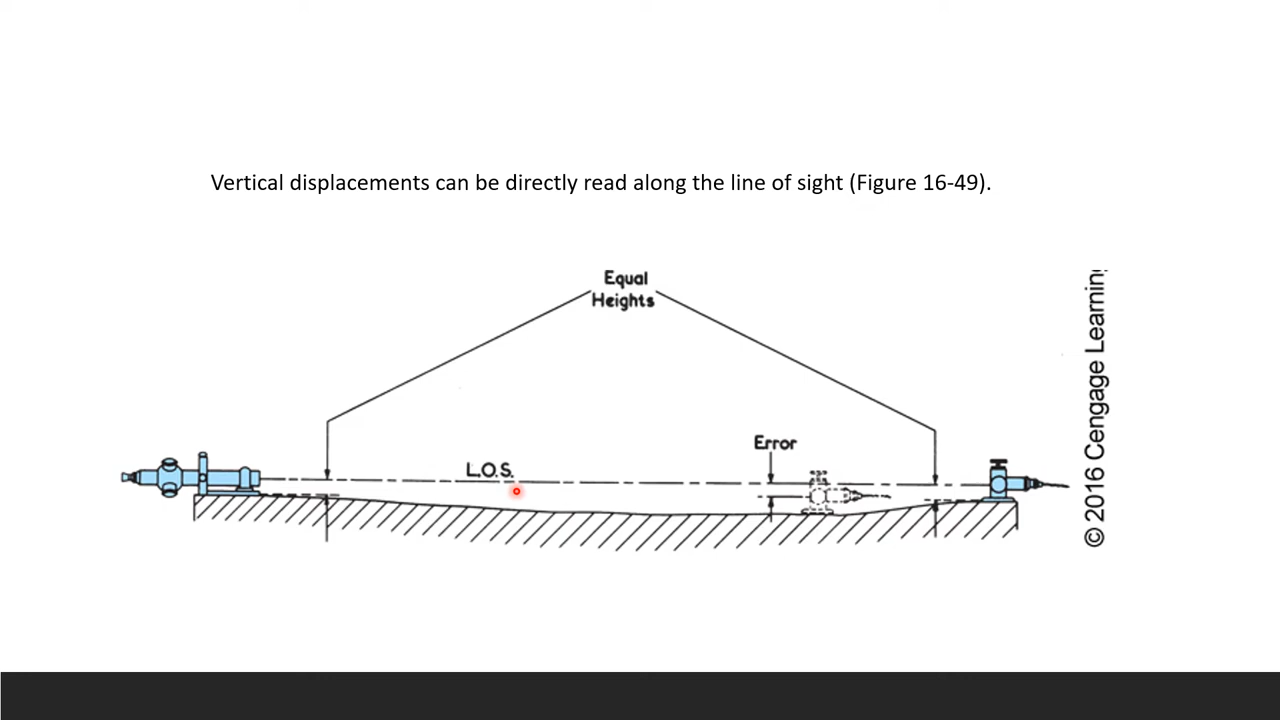 Vertical displacements can be directly read along the line of sight (Figure 16-49).
Equal
Heights
Error
L.O.S.
© 2016 Cengage Learning